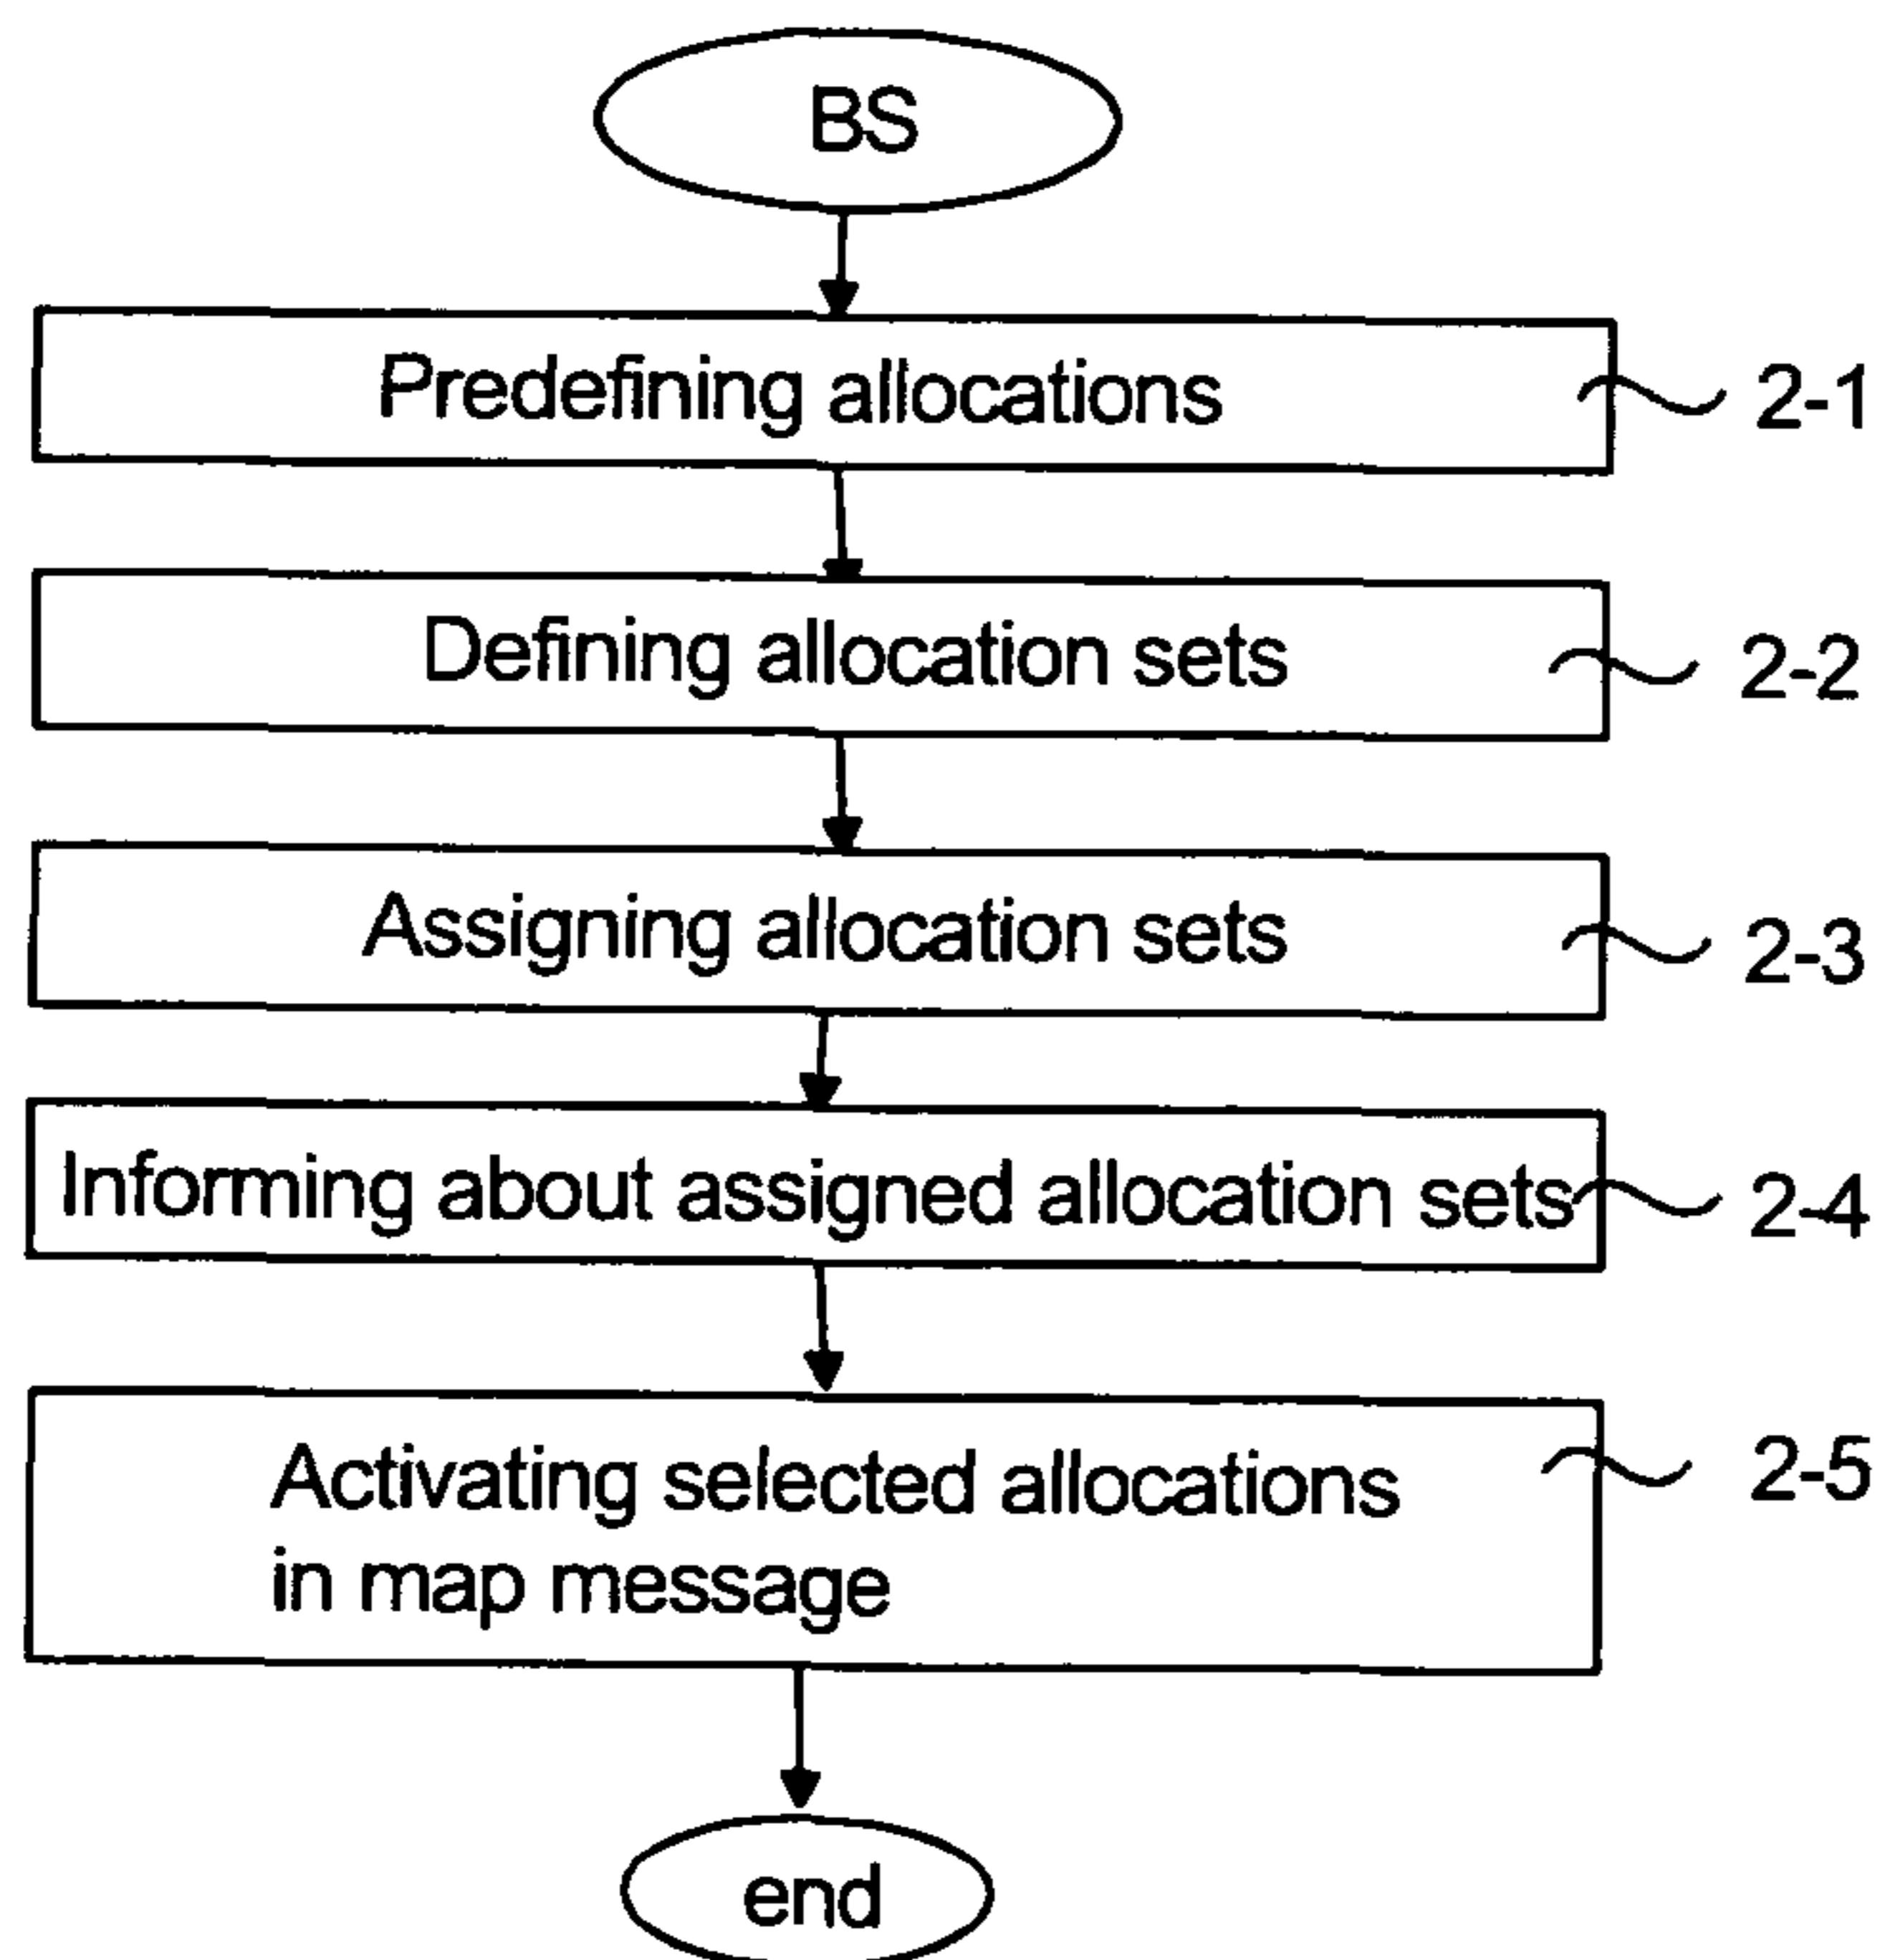 BS
Predefining allocations
2-1
Defining allocation sets
2-2
Assigning allocation sets
2-3
Informing about assigned allocation sets
2-4
Activating selected allocations
in map message
2-5
end